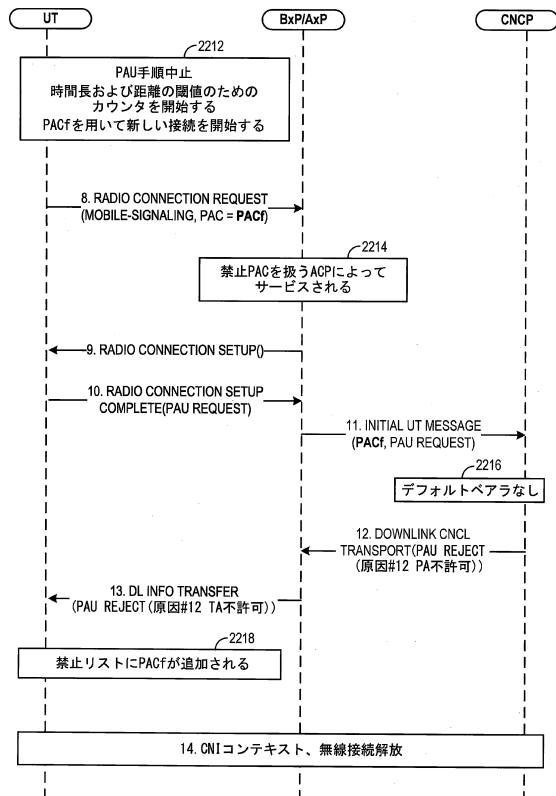 UT
BxP/AxP
CNCP
2212
PAU手順中止
時間長および距離の閾値のための
カウンタを開始する
PACfを用いて新しい接続を開始する
8. RADIO CONNECTION REQUEST
(MOBILE-SIGNALING, PAC = PACf)
2214
禁止PACを扱うACPによって
サービスされる
9. RADIO CONNECTION SETUP()
10. RADIO CONNECTION SETUP
COMPLETE(PAU REQUEST)
11. INITIAL UT MESSAGE
(PACf, PAU REQUEST)
2216
デフォルトベアラなし
12. DOWNLINK CNCL
TRANSPORT(PAU REJECT
(原因#12 PA不許可))
13. DL INFO TRANSFER
(PAU REJECT(原因#12 TA不許可))
2218
禁止リストにPACfが追加される
14. CNIコンテキスト、無線接続解放